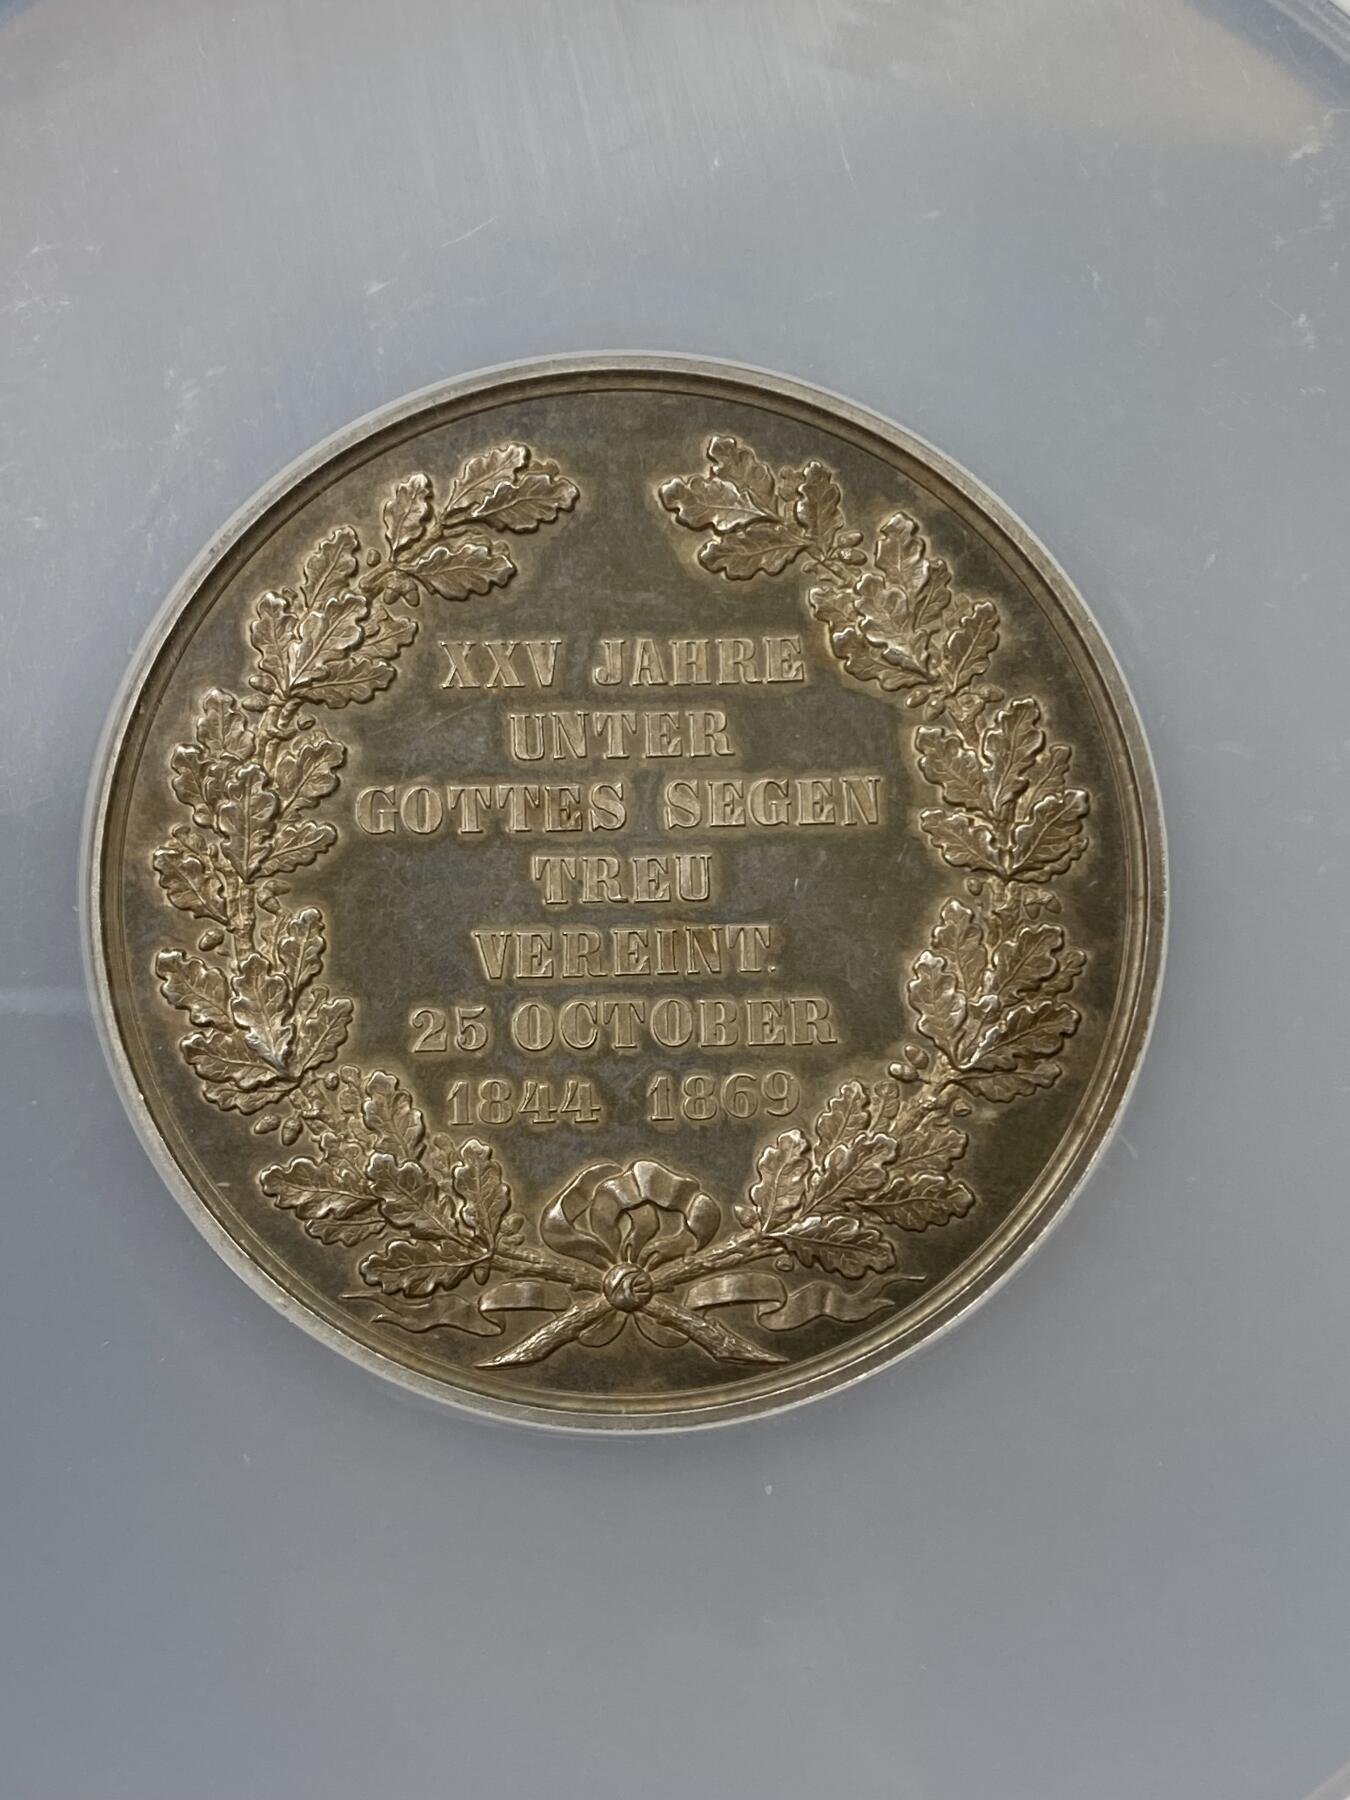 XXV JAHRE
UNTER
GOTTES SEGEN
TREU
VEREINT.
25 OCTOBER
1844 1869